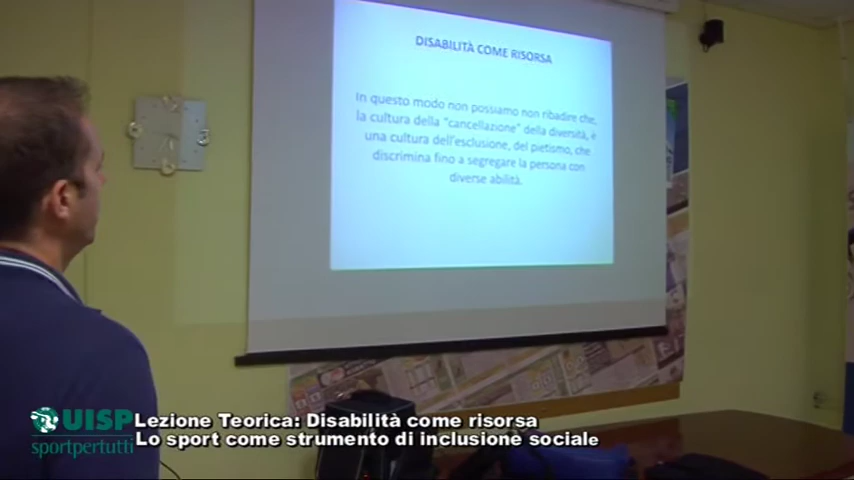 DISABILITÀ COME RISORSA
In questo modo non possiamo non ribadire che,
la cultura della "cancellazione" della diversità, è
una cultura dell'esclusione, del pietismo, che
discrimina fino a segregare la persona con
diverse abilità.
UISP
sportpertutti
Lezione Teorica: Disabilità come risorsa
Lo sport come strumento di inclusione sociale